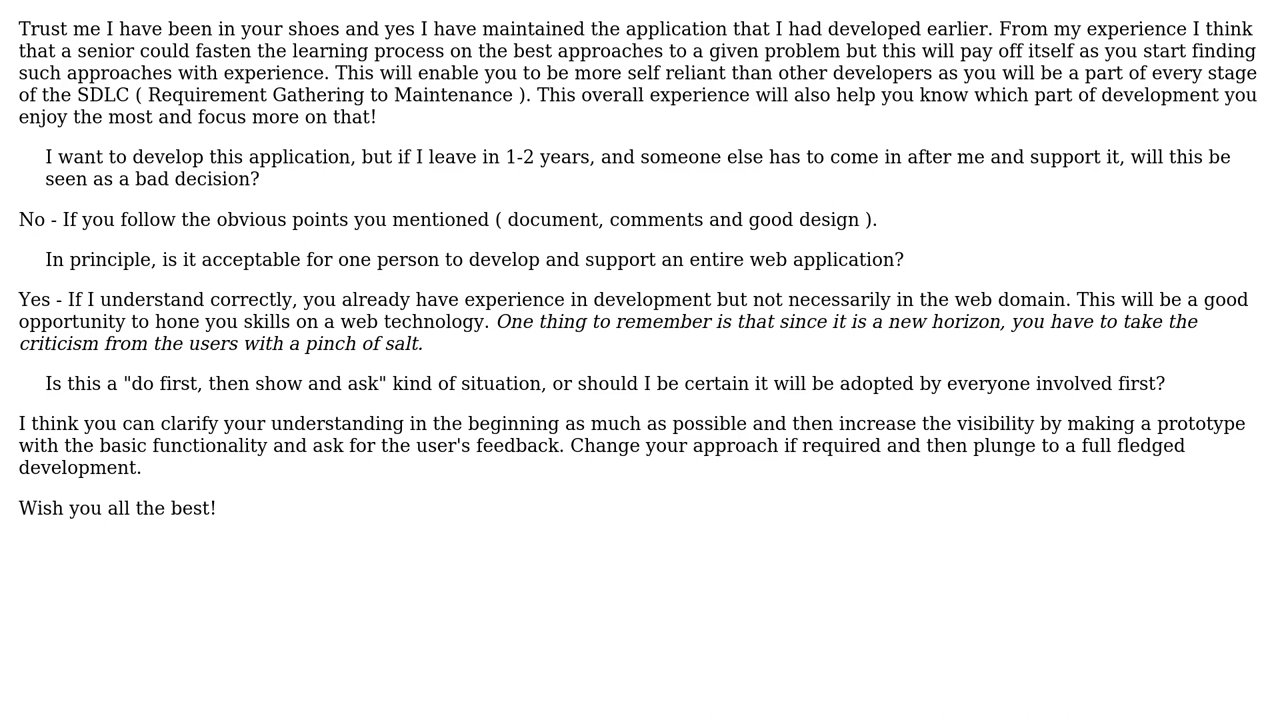 Trust me I have been in your shoes and yes I have maintained the application that I had developed earlier. From my experience I think
that a senior could fasten the learning process on the best approaches to a given problem but this will pay off itself as you start finding
such approaches with experience. This will enable you to be more self reliant than other developers as you will be a part of every stage
of the SDLC ( Requirement Gathering to Maintenance ). This overall experience will also help you know which part of development you
enjoy the most and focus more on that!
I want to develop this application, but if I leave in 1-2 years, and someone else has to come in after me and support it, will this be
seen as a bad decision?
No - If you follow the obvious points you mentioned ( document, comments and good design ).
In principle, is it acceptable for one person to develop and support an entire web application?
Yes - If I understand correctly, you already have experience in development but not necessarily in the web domain. This will be a good
opportunity to hone you skills on a web technology. One thing to remember is that since it is a new horizon, you have to take the
criticism from the users with a pinch of salt.
Is this a "do first, then show and ask" kind of situation, or should I be certain it will be adopted by everyone involved first?
I think you can clarify your understanding in the beginning as much as possible and then increase the visibility by making a prototype
with the basic functionality and ask for the user's feedback. Change your approach if required and then plunge to a full fledged
development.
Wish you all the best!